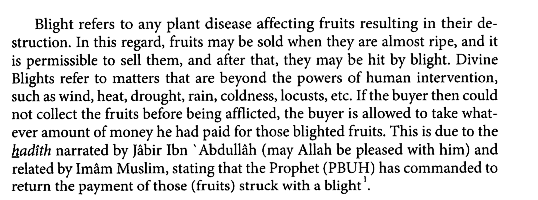 Blight refers to any plant disease affecting fruits resulting in their de-
struction. In this regard, fruits may be sold when they are almost ripe, and it
is permissible to sell them, and after that, they may be hit by blight. Divine
Blights refer to matters that are beyond the powers of human intervention,
such as wind, heat, drought, rain, coldness, locusts, etc. If the buyer then could
not collect the fruits before being afflicted, the buyer is allowed to take what-
ever amount of money he had paid for those blighted fruits. This is due to the
hadîth narrated by Jâbir Ibn `Abdullâh (may Allah be pleased with him) and
related by Imâm Muslim, stating that the Prophet (PBUH) has commanded to
return the payment of those (fruits) struck with a blight¹.